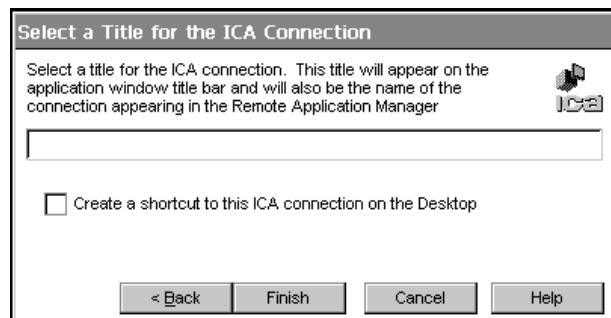 Select a Title for the ICA Connection
Select a title for the ICA connection. This title will appear on the
application window title bar and will also be the name of the
connection appearing in the Remote Application Manager
ica
Create a shortcut to this ICA connection on the Desktop
< Back
Finish
Cancel
Help